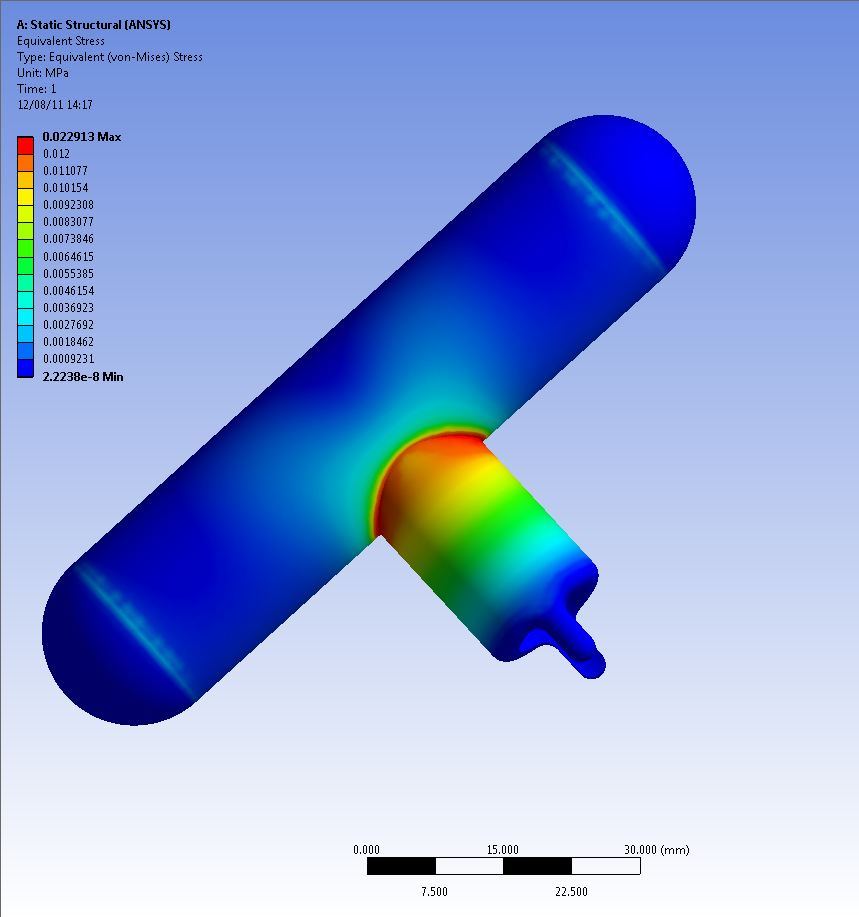 A: Static Structural (ANSYS)
Equivalent Stress
Type: Equivalent (von-Mises) Stress
Unit: MPa
Time: 1
12/08/11 14:17
0.022913 Max
0.012
0.011077
0.010154
0.0092308
0.0083077
0.0073846
0.0064615
0.0055385
0.0046154
0.0036923
0.0027692
0.0018462
0.0009231
2.2238e-8 Min
0.000 15.000 30.000 (mm)
7.500 22.500